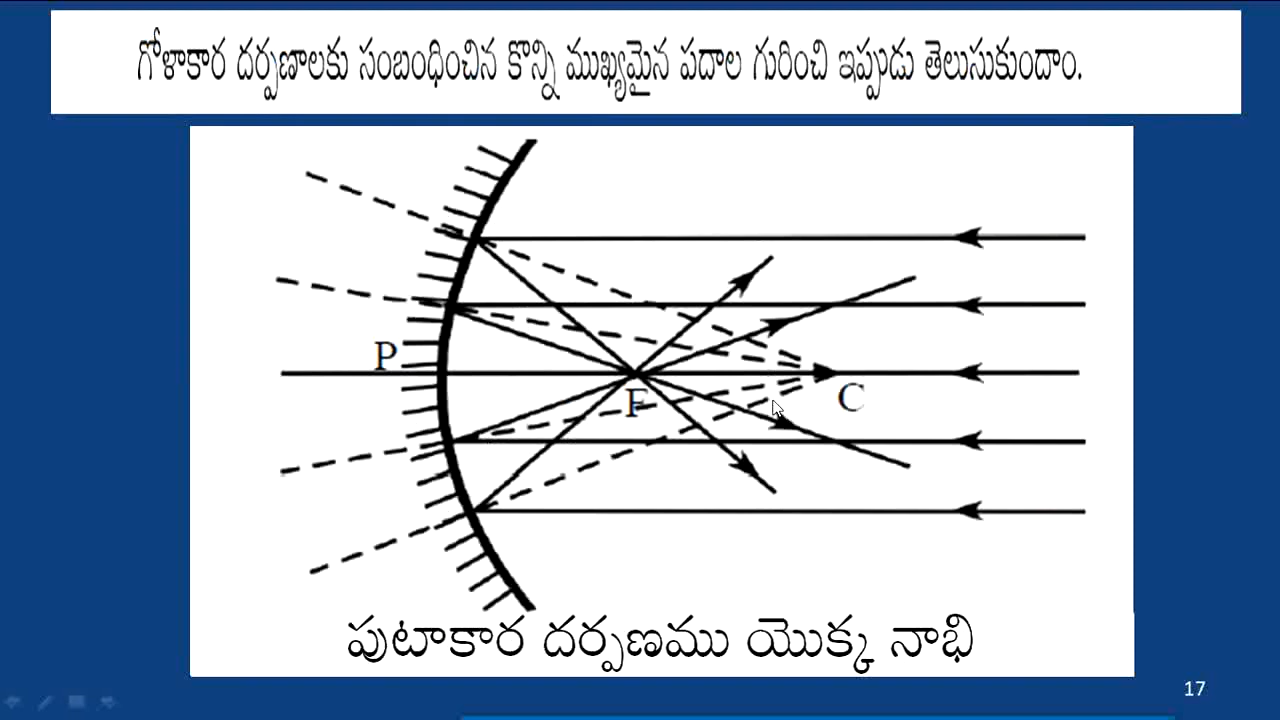 గోళాకార దర్పణాలకు సంబంధించిన కొన్ని ముఖ్యమైన పదాల గురించి ఇప్పుడు తెలుసుకుందాం.
P
F
C
పుటాకార దర్పణము యొక్క నాభి
17